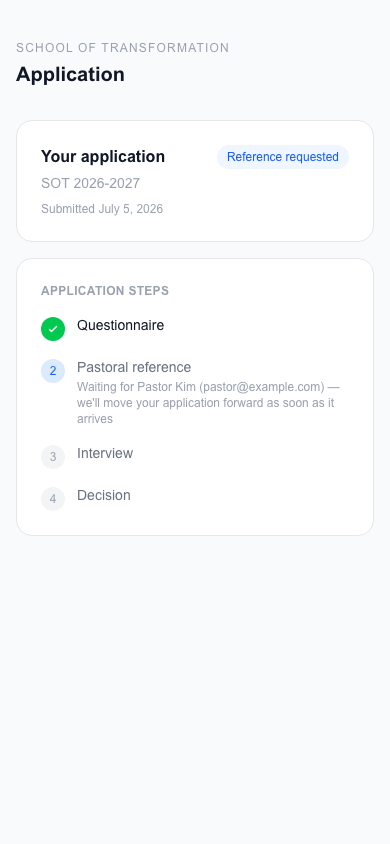 SCHOOL OF TRANSFORMATION
Application
Your application
Reference requested
SOT 2026-2027
Submitted July 5, 2026
APPLICATION STEPS
Questionnaire
2
Pastoral reference
Waiting for Pastor Kim (pastor@example.com) —
we'll move your application forward as soon as it
arrives
3
Interview
4
Decision